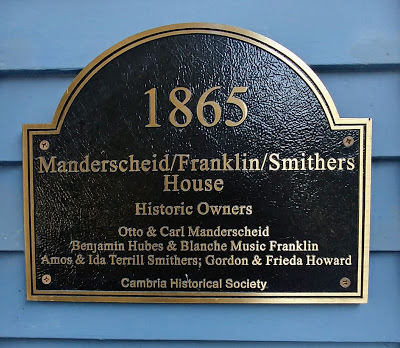 1865
Manderscheid/Franklin/Smithers
House
Historic Owners
Otto & Carl Manderscheid
Benjamin Hubes & Blanche Music Franklin
Amos & Ida Terrill Smithers; Gordon & Frieda Howard
Cambria Historical Society